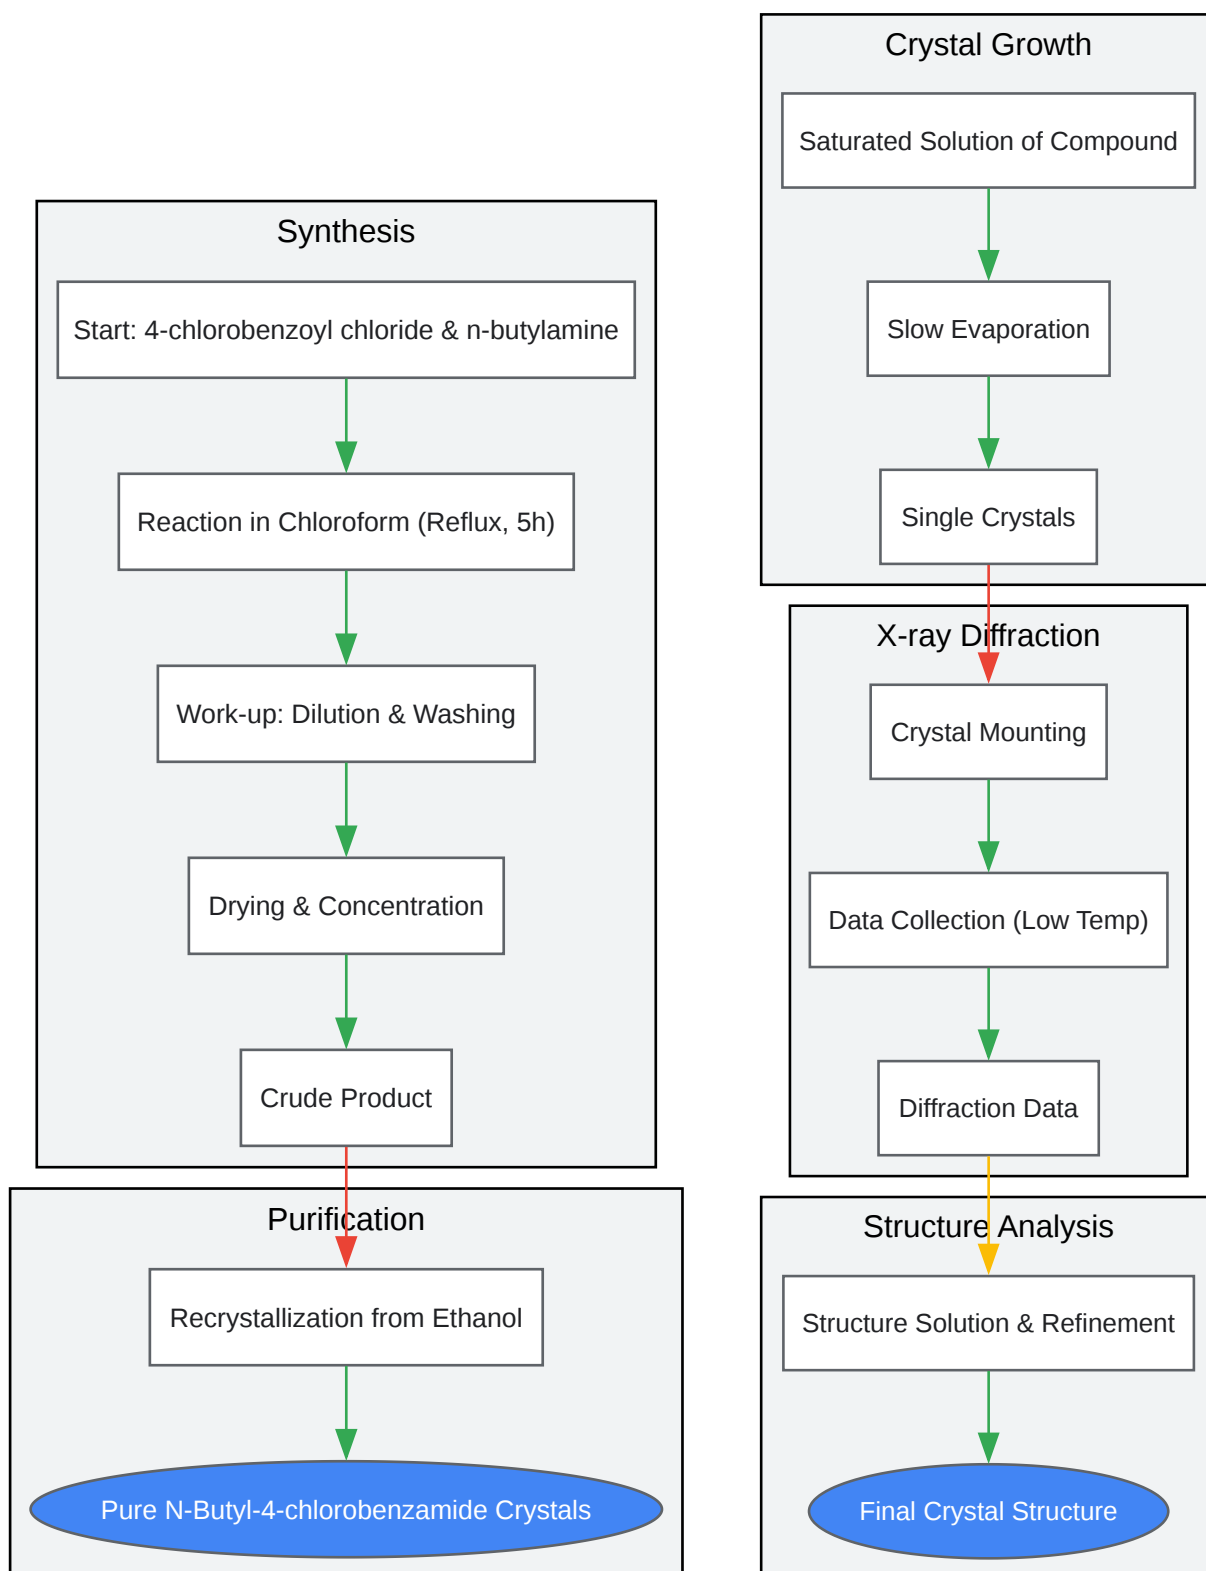 Synthesis
Start: 4-chlorobenzoyl chloride & n-butylamine
Reaction in Chloroform (Reflux, 5h)
Work-up: Dilution & Washing
Drying & Concentration
Crude Product
Purification
Recrystallization from Ethanol
Pure N-Butyl-4-chlorobenzamide Crystals
Crystal Growth
Saturated Solution of Compound
Slow Evaporation
Single Crystals
X-ray Diffraction
Crystal Mounting
Data Collection (Low Temp)
Diffraction Data
Structure Analysis
Structure Solution & Refinement
Final Crystal Structure